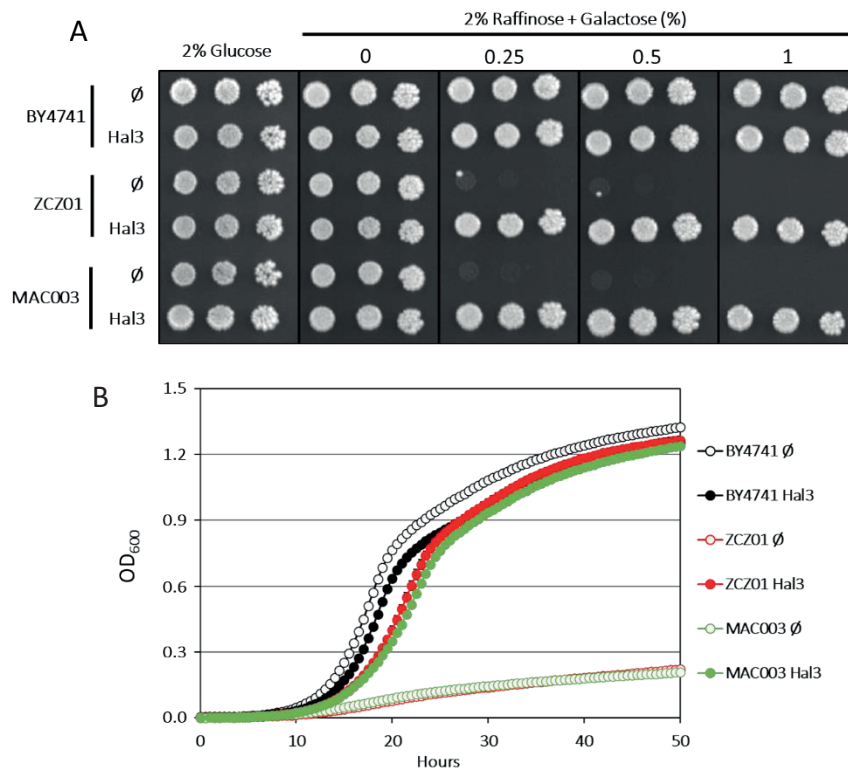 A
2% Raffinose + Galactose (%)
2% Glucose
0
0.25
0.5
1
BY4741
Ø
Hal3
ZCZ01
Ø
Hal3
MAC003
Ø
Hal3
B
1.5
1.2
0.9
0.6
0.3
0.0
OD600
0
10
20
30
40
50
Hours
BY4741 Ø
BY4741 Hal3
ZCZ01 Ø
ZCZ01 Hal3
MAC003 Ø
MAC003 Hal3